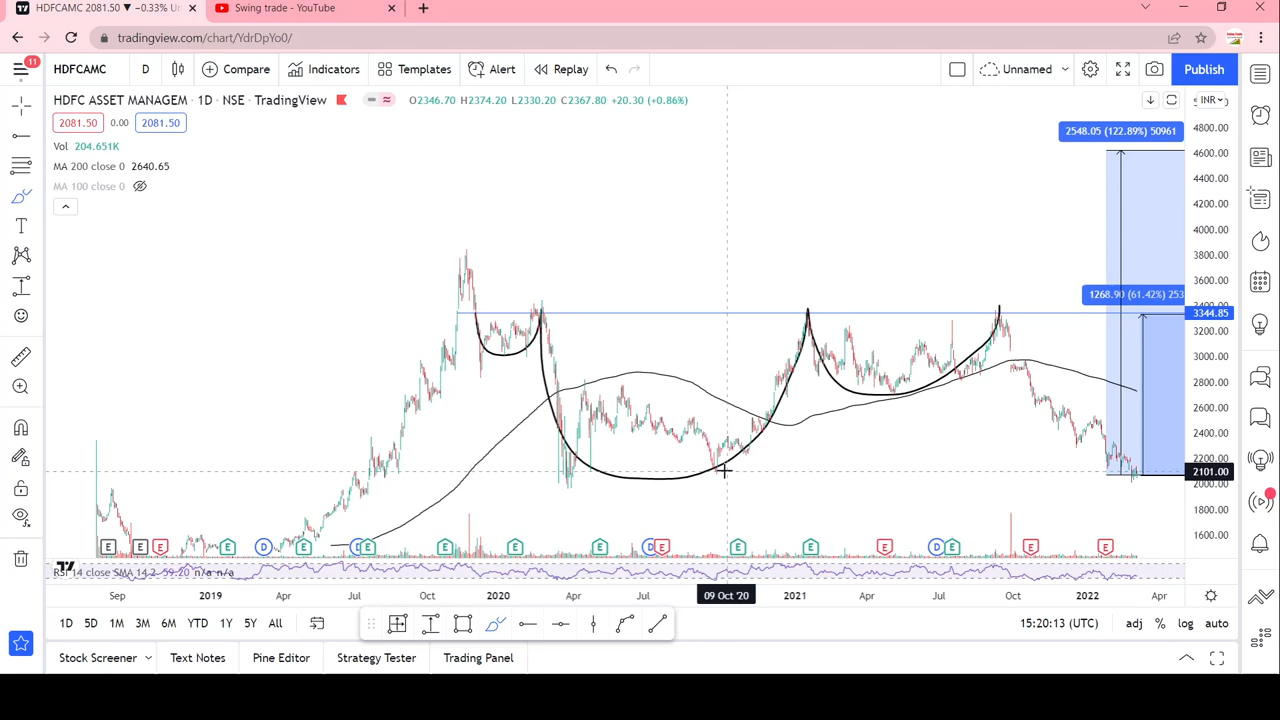 HDFCAMC 2081.50 ▼ −0.33% Un
Swing trade - YouTube
tradingview.com/chart/YdrDpYo0/
11
HDFCAMC D Compare Indicators Templates Alert Replay Unnamed Publish
HDFC ASSET MANAGEM · 1D · NSE · TradingView O2346.70 H2374.20 L2330.20 C2367.80 +20.30 (+0.86%) INR
2081.50 0.00 2081.50
Vol 204.651K
MA 200 close 0 2640.65
MA 100 close 0
2548.05 (122.89%) 50961
1268.90 (61.42%) 253
4800.00
4600.00
4400.00
4200.00
4000.00
3800.00
3600.00
3400.00
3344.85
3200.00
3000.00
2800.00
2600.00
2400.00
2200.00
2101.00
2000.00
1800.00
1600.00
E E E E D E D E E E E D E E E E D E E E
RSI 14 close SMA 14 2 59.20 n/a n/a
Sep 2019 Apr Jul Oct 2020 Apr Jul 09 Oct '20 2021 Apr Jul Oct 2022 Apr
1D 5D 1M 3M 6M YTD 1Y 5Y All 15:20:13 (UTC) adj % log auto
Stock Screener Text Notes Pine Editor Strategy Tester Trading Panel